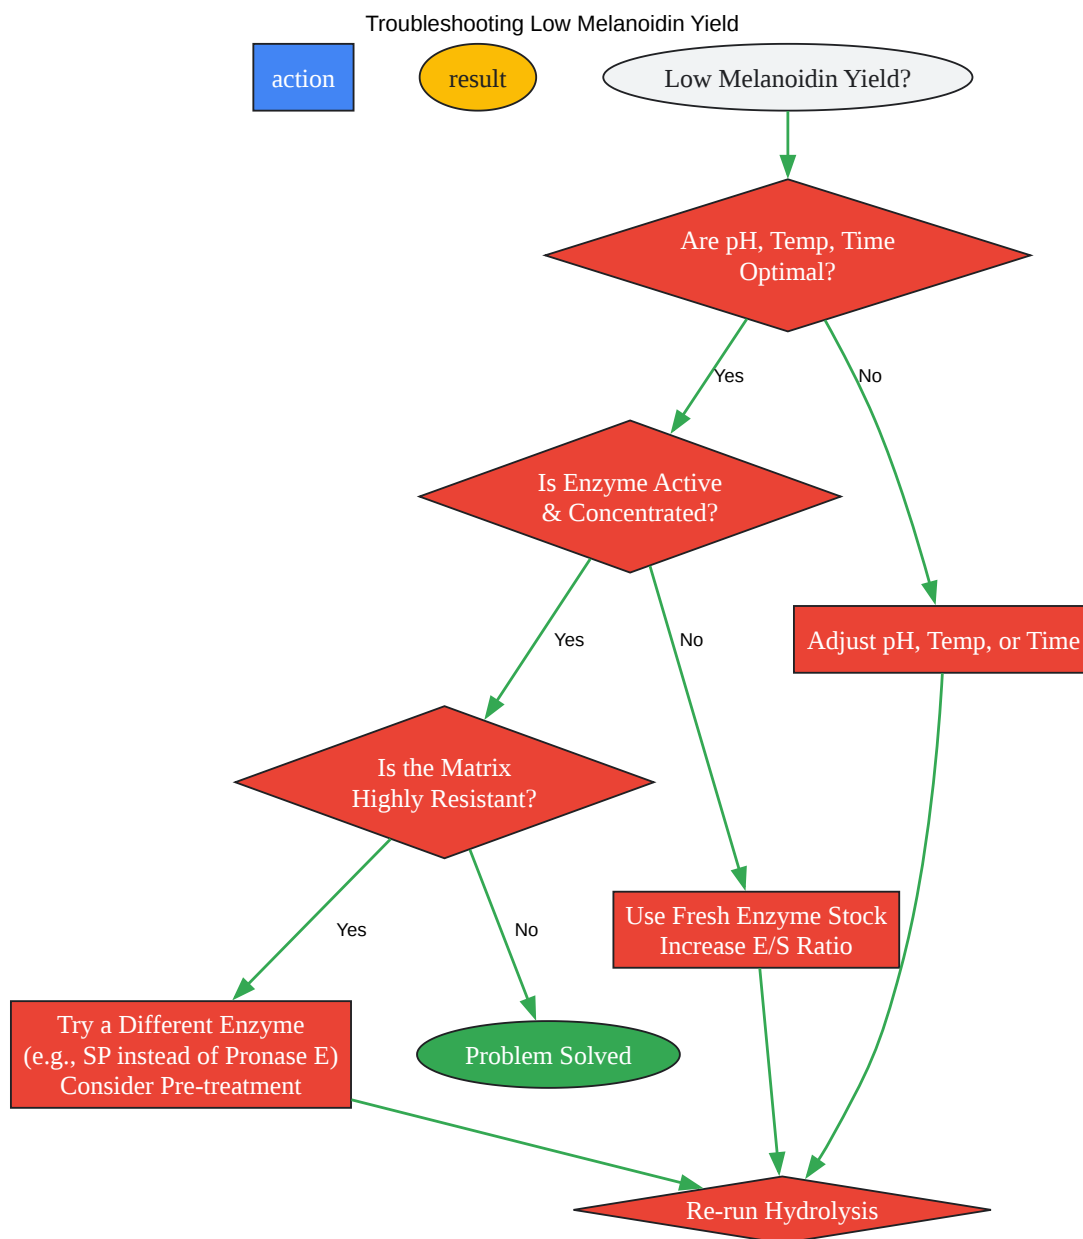 Troubleshooting Low Melanoidin Yield
action
result
Low Melanoidin Yield?
Are pH, Temp, Time
Optimal?
Yes
No
Is Enzyme Active
& Concentrated?
Yes
No
Adjust pH, Temp, or Time
Is the Matrix
Highly Resistant?
Yes
No
Use Fresh Enzyme Stock
Increase E/S Ratio
Try a Different Enzyme
(e.g., SP instead of Pronase E)
Consider Pre-treatment
Problem Solved
Re-run Hydrolysis